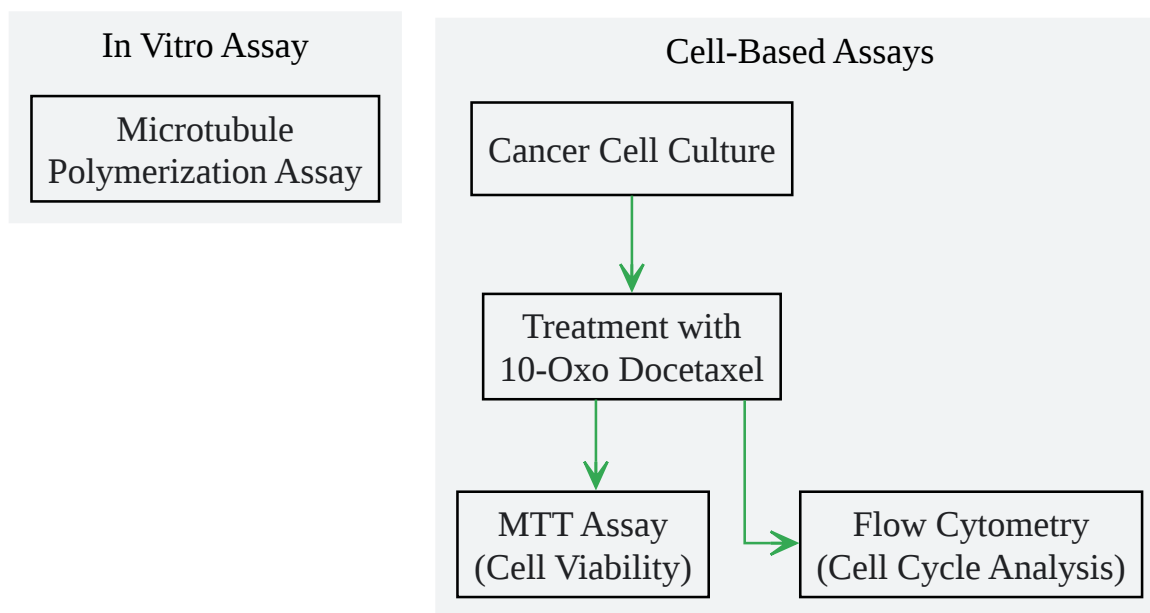 In Vitro Assay
Microtubule
Polymerization Assay
Cell-Based Assays
Cancer Cell Culture
Treatment with
10-Oxo Docetaxel
MTT Assay
(Cell Viability)
Flow Cytometry
(Cell Cycle Analysis)